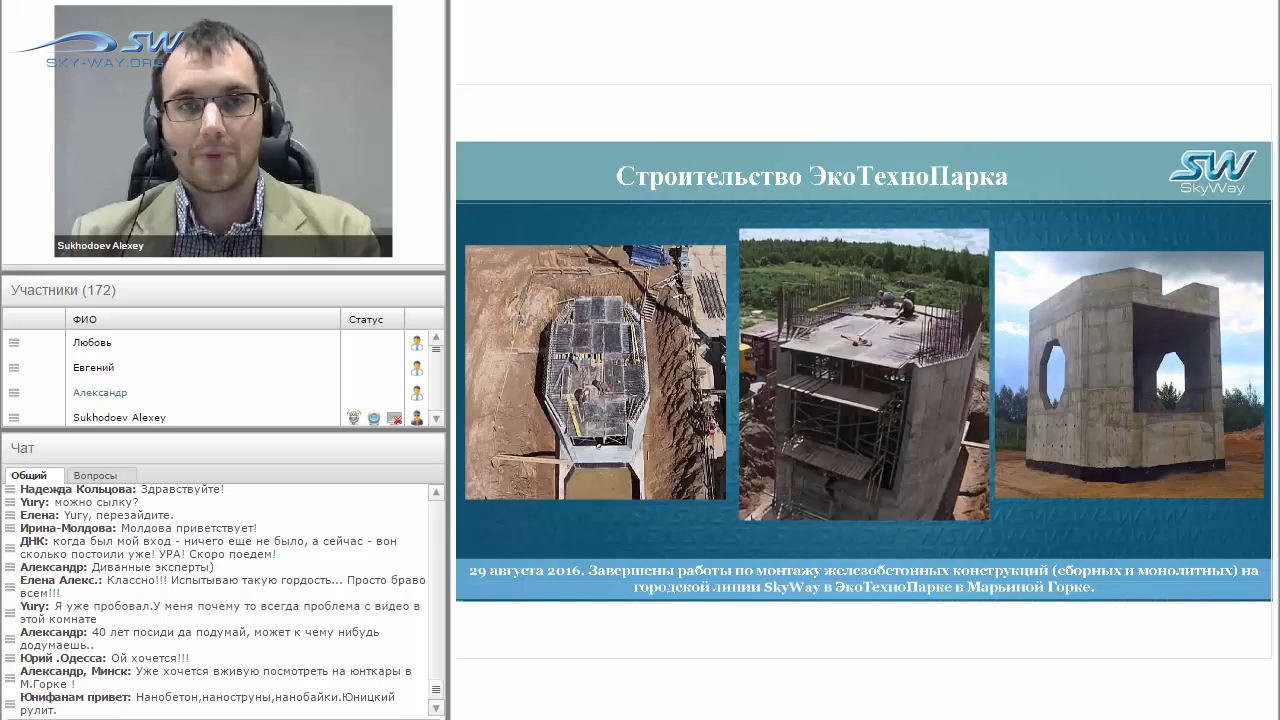 SW
SKY-WAY.ORG
Sukhodoev Alexey
Участники (172)
ФИО
Статус
Любовь
Евгений
Александр
Sukhodoev Alexey
Чат
Общий
Вопросы
Надежда Кольцова: Здравствуйте!
Yury: можно сылку?
Елена: Yury, перезайдите.
Ирина-Молдова: Молдова приветствует!
ДНК: когда был мой вход - ничего еще не было, а сейчас - вон
сколько постоили уже! УРА! Скоро поедем!
Александр: Диванные эксперты)
Елена Алекс.: Классно!!! Испытываю такую гордость... Просто браво
всем!!!
Yury: Я уже пробовал.У меня почему то всегда проблема с видео в
этой комнате
Александр: 40 лет посиди да подумай, может к чему нибудь
додумаешь..
Юрий .Одесса: Ой хочется!!!
Александр, Минск: Уже хочется вживую посмотреть на юнткары в
М.Горке !
Юнифанам привет: Нанобетон,наноструны,нанобайки.Юницкий
рулит.
Строительство ЭкоТехноПарка
SW
SkyWay
29 августа 2016. Завершены работы по монтажу железобетонных конструкций (сборных и монолитных) на
городской линии SkyWay в ЭкоТехноПарке в Марьиной Горке.